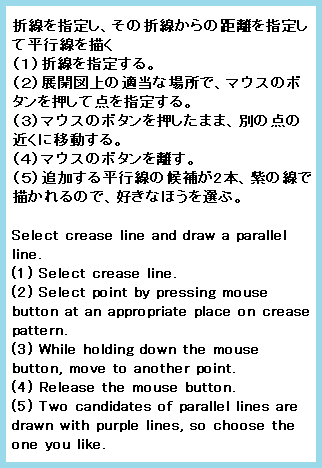 折線を指定し、その折線からの距離を指定し
て平行線を描く
（１）折線を指定する。
（２）展開図上の適当な場所で、マウスのボ
タンを押して点を指定する。
（３）マウスのボタンを押したまま、別の点の
近くに移動する。
（４）マウスのボタンを離す。
（５）追加する平行線の候補が２本、紫の線で
描かれるので、好きなほうを選ぶ。

Select crease line and draw a parallel
line.
(1) Select crease line.
(2) Select point by pressing mouse
button at an appropriate place on crease
pattern.
(3) While holding down the mouse
button, move to another point.
(4) Release the mouse button.
(5) Two candidates of parallel lines are
drawn with purple lines, so choose the
one you like.